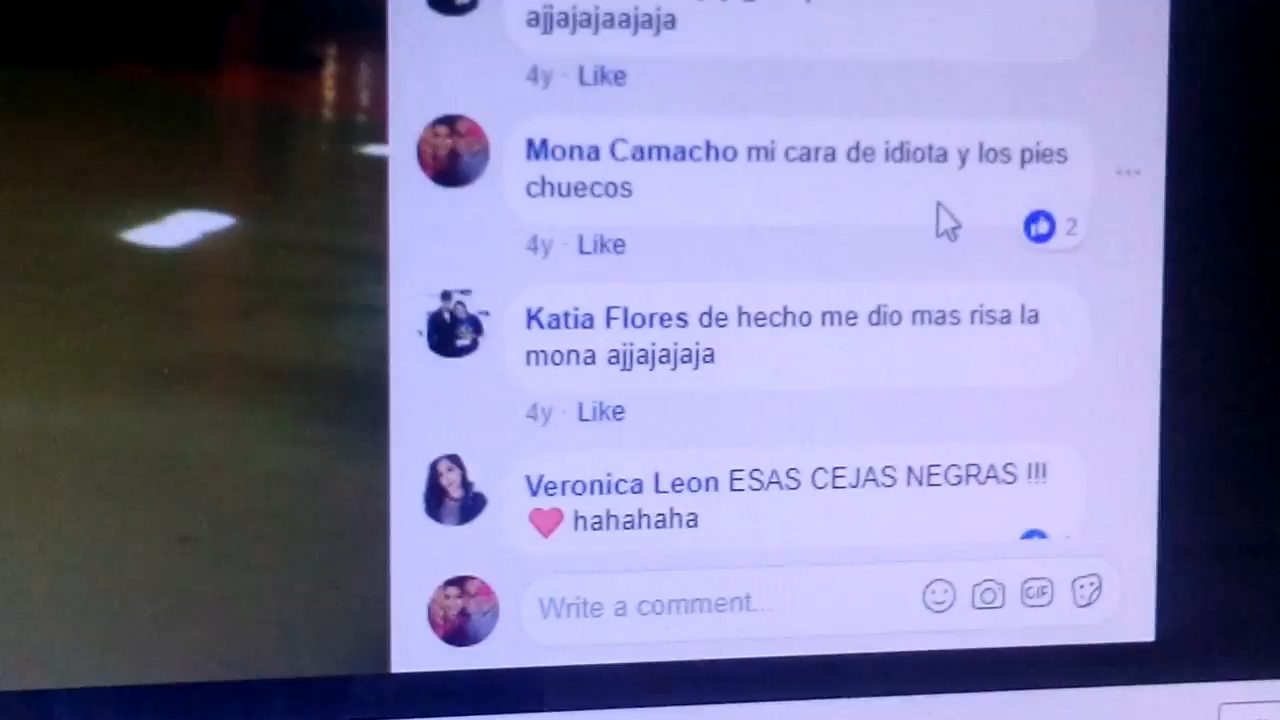 ajjajajaajaja
4y · Like
Mona Camacho mi cara de idiota y los pies
chuecos
2
4y · Like
Katia Flores de hecho me dio mas risa la
mona ajjajajaja
4y · Like
Veronica Leon ESAS CEJAS NEGRAS !!!
❤ hahahaha
Write a comment...
GIF